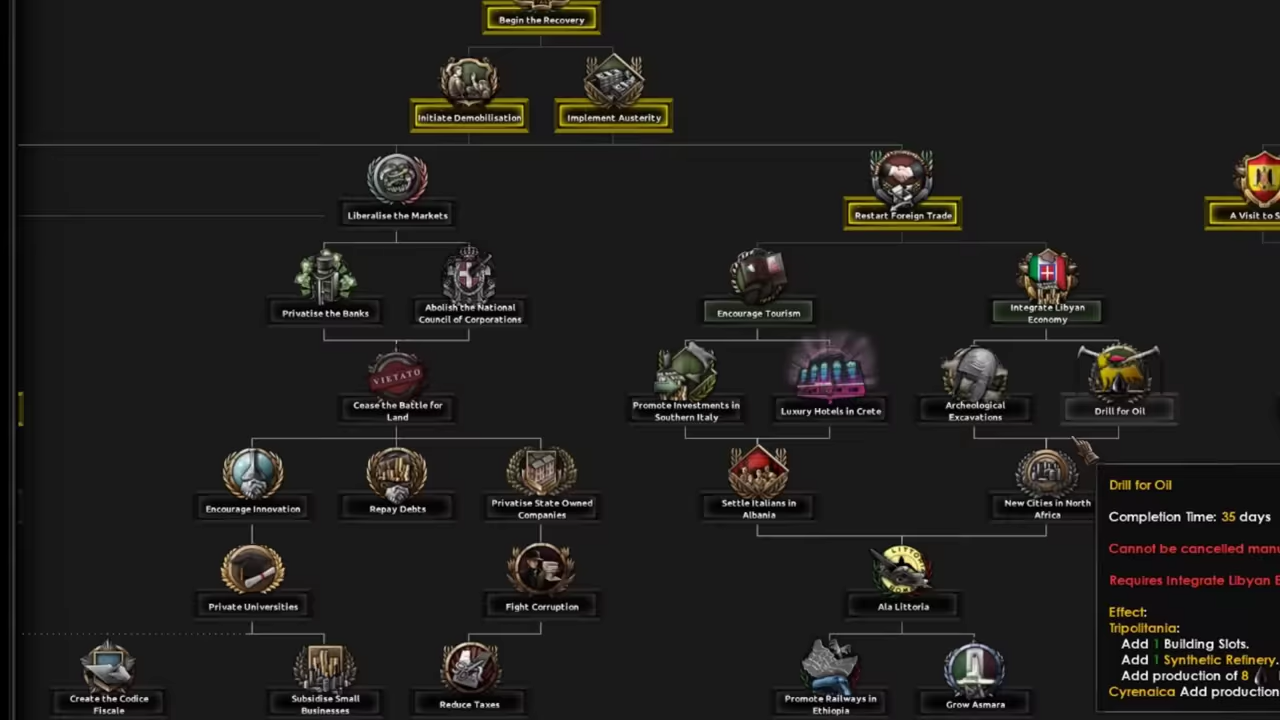 Begin the Recovery
Initiate Demobilisation
Implement Austerity
Liberalise the Markets
Restart Foreign Trade
A Visit to S
Privatise the Banks
Abolish the National
Council of Corporations
Encourage Tourism
Integrate Libyan
Economy
VIETATO
Cease the Battle for
Land
Promote Investments in
Southern Italy
Luxury Hotels in Crete
Archeological
Excavations
Drill for Oil
Encourage Innovation
Repay Debts
Privatise State Owned
Companies
Settle Italians in
Albania
New Cities in North
Africa
Drill for Oil
Completion Time: 35 days
Cannot be cancelled man
Requires Integrate Libyan E
Effect:
Tripolitania:
Add 1 Building Slots.
Add 1 Synthetic Refinery.
Add production of 8
Cyrenaica Add production
Private Universities
Fight Corruption
LITTO
Ala Littoria
Create the Codice
Fiscale
Subsidise Small
Businesses
Reduce Taxes
Promote Railways in
Ethiopia
Grow Asmara